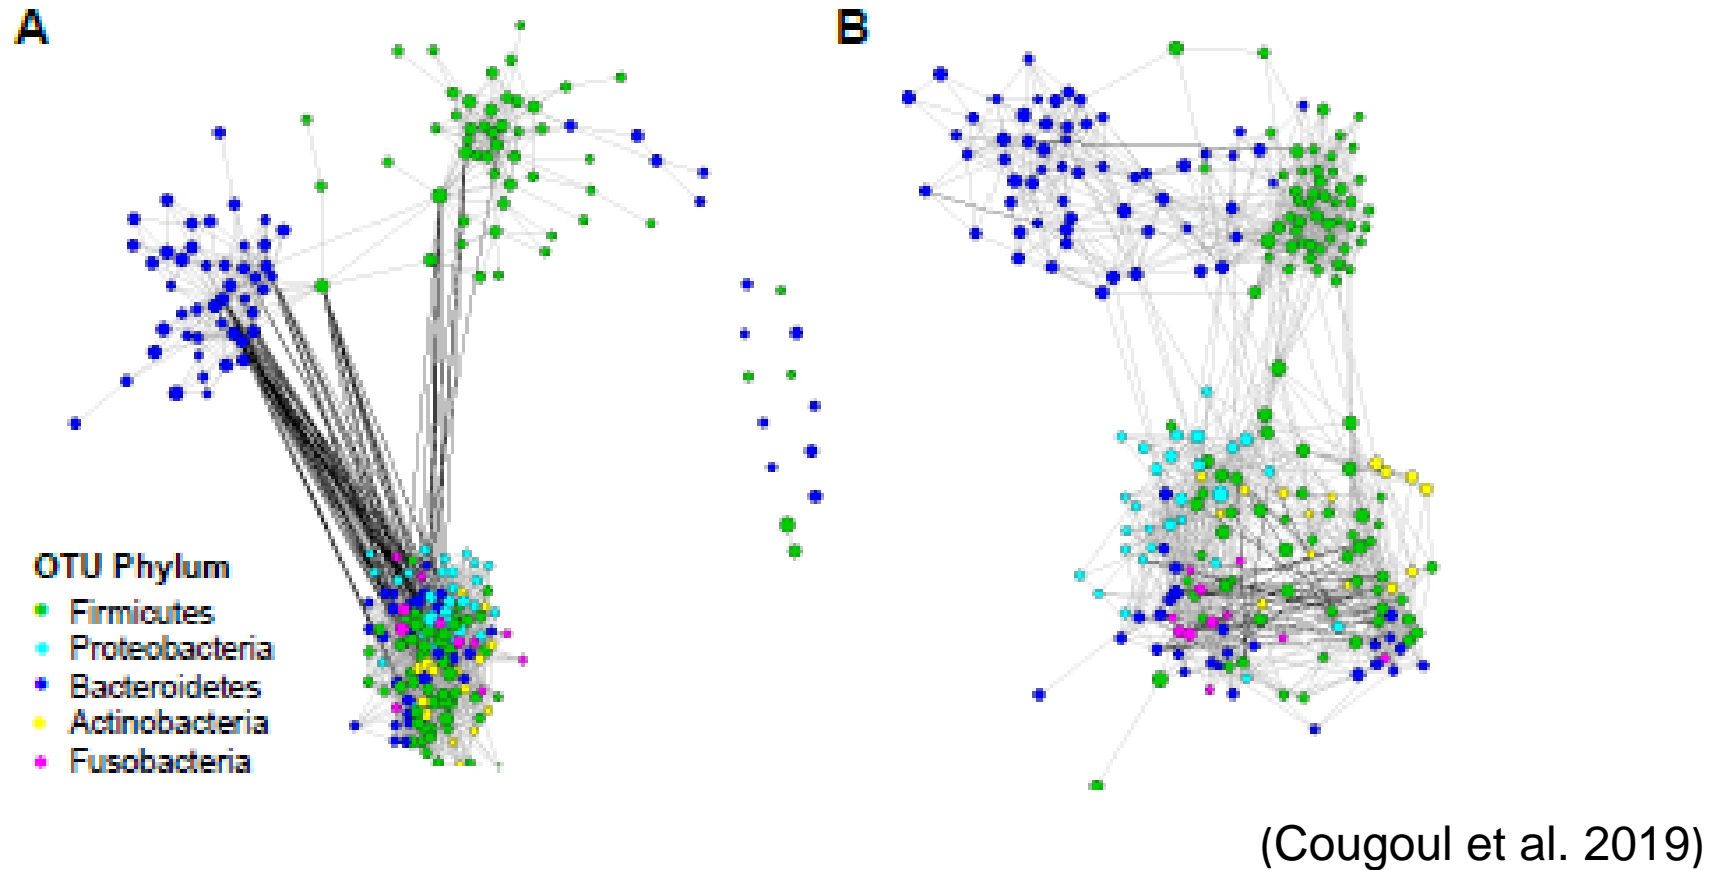 A
B
OTU Phylum
Firmicutes
Proteobacteria
Bacteroidetes
Actinobacteria
Fusobacteria
(Cougoul et al. 2019)